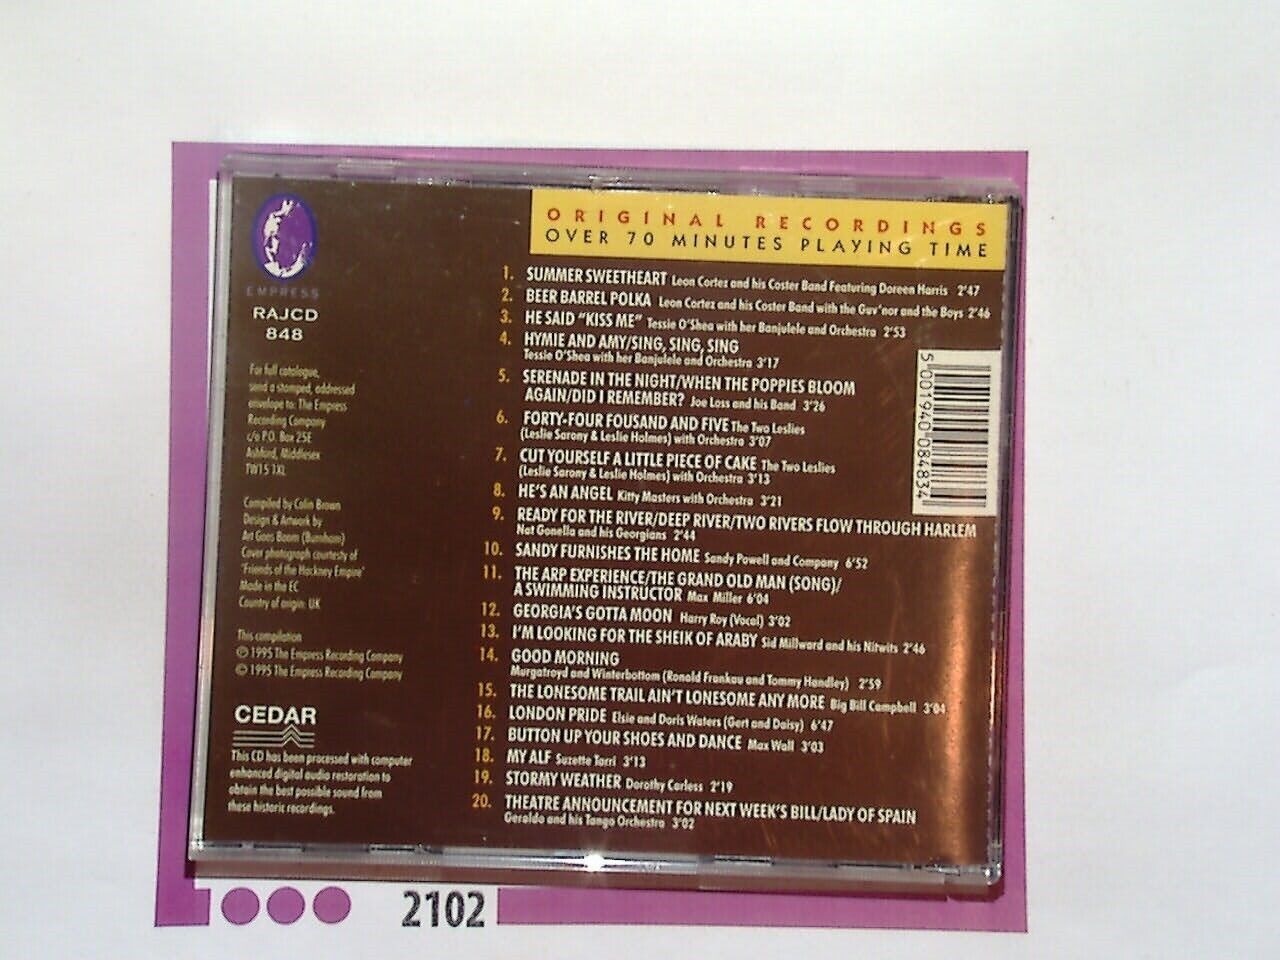 ORIGINAL RECORDINGS
OVER 70 MINUTES PLAYING TIME
EMPRESS
RAJCD
848
For full catalogue,
send a stamped, addressed
envelope to: The Empress
Recording Company
c/o P.O. Box 25E
Ashford, Middlesex
TW15 1XL
Compiled by Colin Brown
Design & Artwork by
Art Goes Boom (Burnham)
Cover photograph courtesty of
'Friends of the Hackney Empire'
Made in the EC
Country of origin: UK
This compilation
℗ 1995 The Empress Recording Company
© 1995 The Empress Recording Company
CEDAR
This CD has been processed with computer
enhanced digital audio restoration to
obtain the best possible sound from
these historic recordings.
1. SUMMER SWEETHEART Leon Cortez and his Coster Band Featuring Doreen Harris 2'47
2. BEER BARREL POLKA Leon Cortez and his Coster Band with the Guv'nor and the Boys 2'46
3. HE SAID "KISS ME" Tessie O'Shea with her Banjulele and Orchestra 2'53
4. HYMIE AND AMY/SING, SING, SING
Tessie O'Shea with her Banjulele and Orchestra 3'17
5. SERENADE IN THE NIGHT/WHEN THE POPPIES BLOOM
AGAIN/DID I REMEMBER? Joe Loss and his Band 3'26
6. FORTY-FOUR FOUSAND AND FIVE The Two Leslies
(Leslie Sarony & Leslie Holmes) with Orchestra 3'07
7. CUT YOURSELF A LITTLE PIECE OF CAKE The Two Leslies
(Leslie Sarony & Leslie Holmes) with Orchestra 3'13
8. HE'S AN ANGEL Kitty Masters with Orchestra 3'21
9. READY FOR THE RIVER/DEEP RIVER/TWO RIVERS FLOW THROUGH HARLEM
Nat Gonella and his Georgians 2'44
10. SANDY FURNISHES THE HOME Sandy Powell and Company 6'52
11. THE ARP EXPERIENCE/THE GRAND OLD MAN (SONG)/
A SWIMMING INSTRUCTOR Max Miller 6'04
12. GEORGIA'S GOTTA MOON Harry Roy (Vocal) 3'02
13. I'M LOOKING FOR THE SHEIK OF ARABY Sid Millward and his Nitwits 2'46
14. GOOD MORNING
Murgatroyd and Winterbottom (Ronald Frankau and Tommy Handley) 2'59
15. THE LONESOME TRAIL AIN'T LONESOME ANY MORE Big Bill Campbell 3'04
16. LONDON PRIDE Elsie and Doris Waters (Gert and Daisy) 6'47
17. BUTTON UP YOUR SHOES AND DANCE Max Wall 3'03
18. MY ALF Suzette Tarri 3'13
19. STORMY WEATHER Dorothy Carless 2'19
20. THEATRE ANNOUNCEMENT FOR NEXT WEEK'S BILL/LADY OF SPAIN
Geraldo and his Tango Orchestra 3'02
5 001940 084834
2102